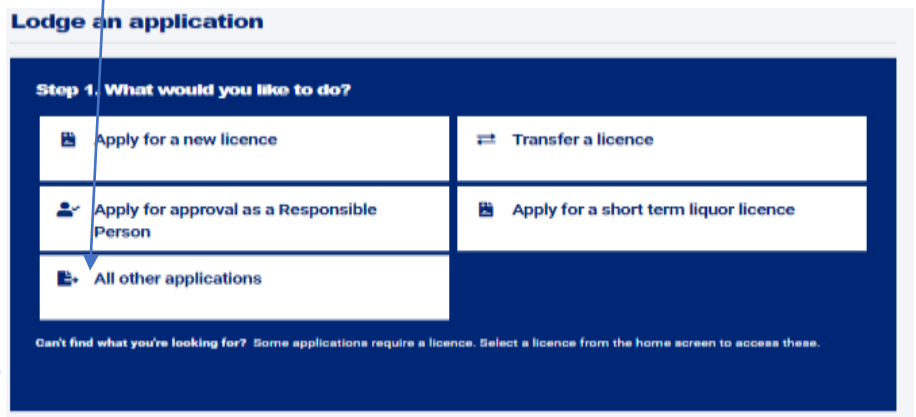 Lodge an application
Step 1. What would you like to do?
Apply for a new licence
Transfer a licence
Apply for approval as a Responsible
Person
Apply for a short term liquor licence
All other applications
Can't find what you're looking for? Some applications require a licence. Select a licence from the home screen to access these.